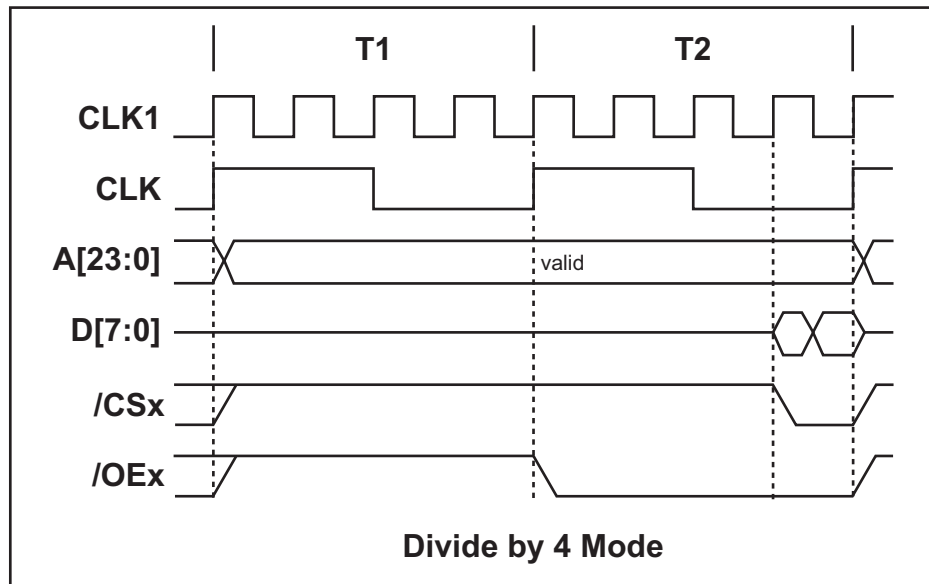 T1 T2
CLK1
CLK
A[23:0] valid
D[7:0]
/CSx
/OEx
Divide by 4 Mode